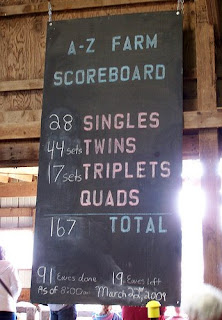 A-Z FARM
SCOREBOARD
28 SINGLES
44 sets TWINS
17 sets TRIPLETS
QUADS
167 TOTAL
91 Ewes done 19 Ewes left
As of 8:00am March 22nd, 2009